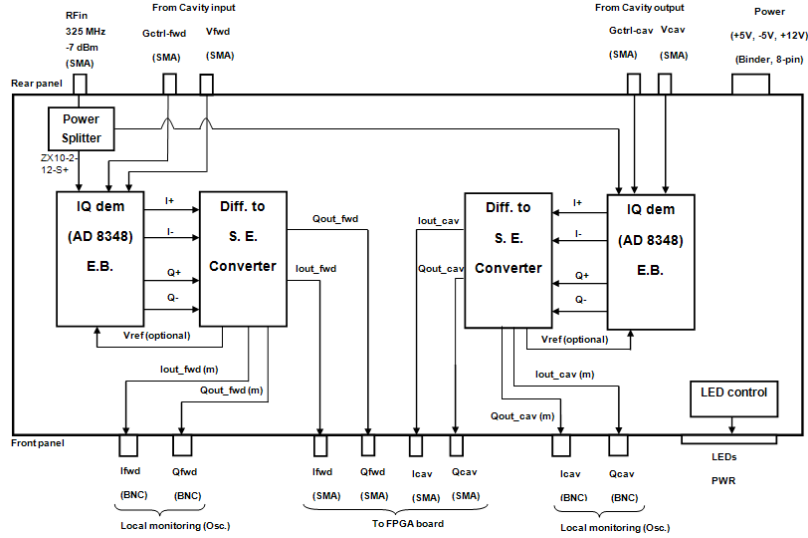 From Cavity input
From Cavity output
Power
RFin
325 MHz
-7 dBm
(SMA)
Gctrl-fwd
(SMA)
Vfwd
(SMA)
Gctrl-cav
(SMA)
Vcav
(SMA)
(+5V, -5V, +12V)
(Binder, 8-pin)
Rear panel
Power
Splitter
ZX10-2-
12-S+
IQ dem
(AD 8348)
E.B.
I+
I-
Q+
Q-
Diff. to
S. E.
Converter
Vref (optional)
Qout_fwd
Iout_fwd
Iout_fwd (m)
Qout_fwd (m)
Iout_cav
Qout_cav
Diff. to
S. E.
Converter
I+
I-
Q+
Q-
IQ dem
(AD 8348)
E.B.
Vref (optional)
Iout_cav (m)
Qout_cav (m)
LED control
Front panel
Ifwd
(BNC)
Qfwd
(BNC)
Ifwd
(SMA)
Qfwd
(SMA)
Icav
(SMA)
Qcav
(SMA)
Icav
(BNC)
Qcav
(BNC)
LEDs
PWR
Local monitoring (Osc.)
To FPGA board
Local monitoring (Osc.)